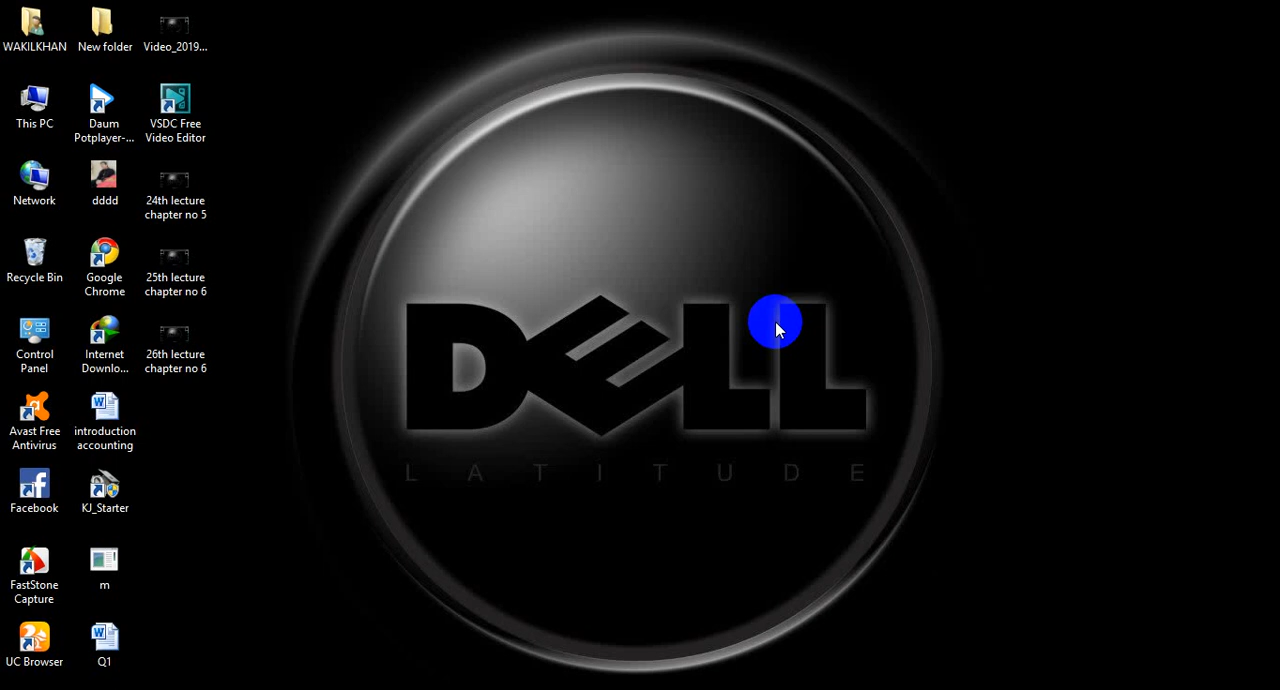 WAKILKHAN
New folder
Video_2019...
This PC
Daum
Potplayer-...
VSDC Free
Video Editor
Network
dddd
24th lecture
chapter no 5
Recycle Bin
Google
Chrome
25th lecture
chapter no 6
Control
Panel
Internet
Downlo...
26th lecture
chapter no 6
Avast Free
Antivirus
introduction
accounting
Facebook
KJ_Starter
FastStone
Capture
m
UC Browser
Q1
DELL
LATITUDE